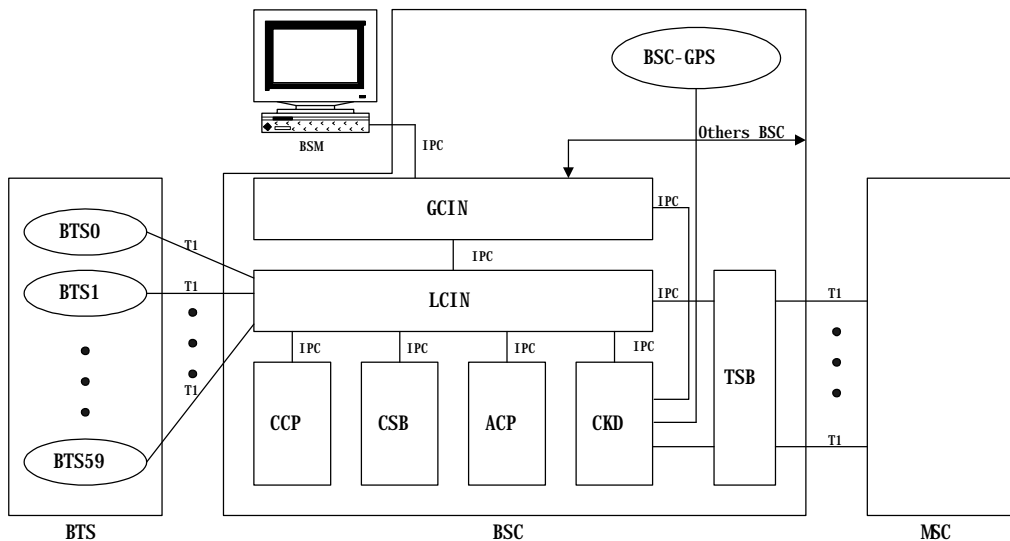 BSC-GPS
Others BSC
BSM
IPC
GCIN
IPC
BTS0
T1
IPC
BTS1
T1
LCIN
IPC
T1
IPC
IPC
IPC
IPC
T1
CCP
CSB
ACP
CKD
TSB
BTS59
T1
BTS
BSC
MSC